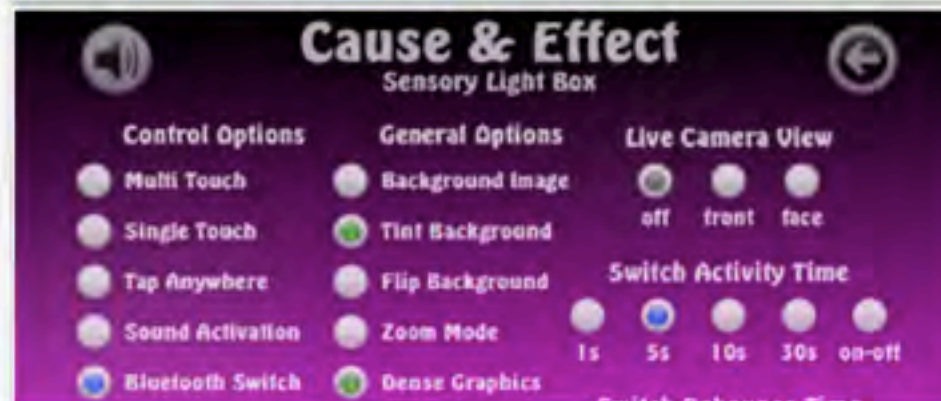 Cause & Effect
Sensory Light Box
Control Options
Multi Touch
Single Touch
Tap Anywhere
Sound Activation
Bluetooth Switch
General Options
Background Image
Tint Background
Flip Background
Zoom Mode
Dense Graphics
Live Camera View
off front face
Switch Activity Time
1s 5s 10s 30s on-off